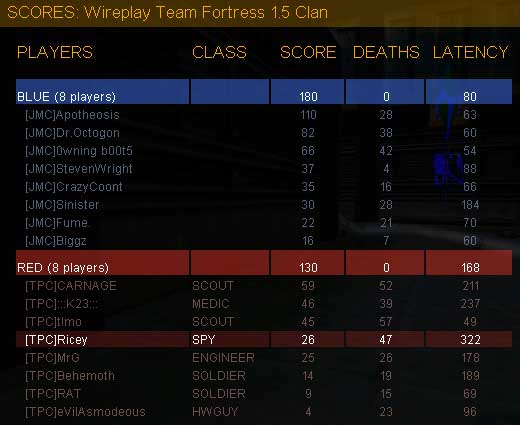 SCORES: Wireplay Team Fortress 1.5 Clan
PLAYERS CLASS SCORE DEATHS LATENCY
BLUE (8 players) 180 0 80
[JMC]Apotheosis 110 28 63
[JMC]Dr.Octogon 82 38 60
[JMC]0wning b00t5 66 42 54
[JMC]StevenWright 37 4 88
[JMC]CrazyCoont 35 16 66
[JMC]Sinister 30 28 184
[JMC]Fume. 22 21 70
[JMC]Biggz 16 7 60
RED (8 players) 130 0 168
[TPC]CARNAGE SCOUT 59 52 211
[TPC]:::K23::: MEDIC 46 39 237
[TPC]t!mo SCOUT 45 57 49
[TPC]Ricey SPY 26 47 322
[TPC]MrG ENGINEER 25 26 178
[TPC]Behemoth SOLDIER 14 19 189
[TPC]RAT SOLDIER 9 15 69
[TPC]eVilAsmodeous HWGUY 4 23 96